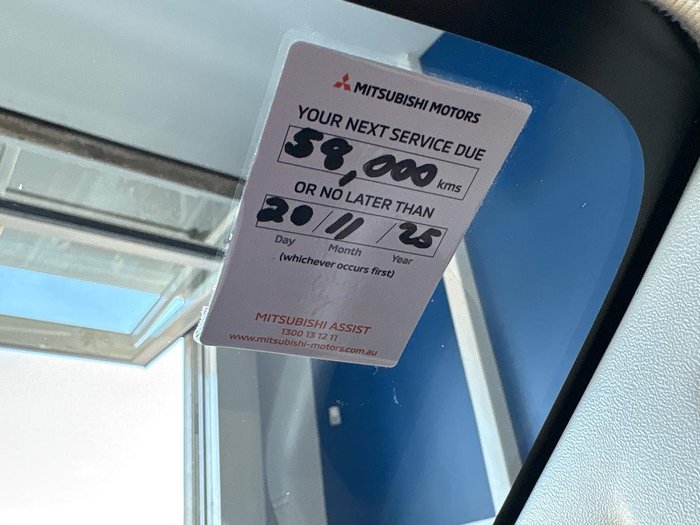 MITSUBISHI MOTORS
YOUR NEXT SERVICE DUE
58,000 kms
OR NO LATER THAN
20/11/25
Day Month Year
(whichever occurs first)
MITSUBISHI ASSIST
1300 13 12 11
www.mitsubishi-motors.com.au